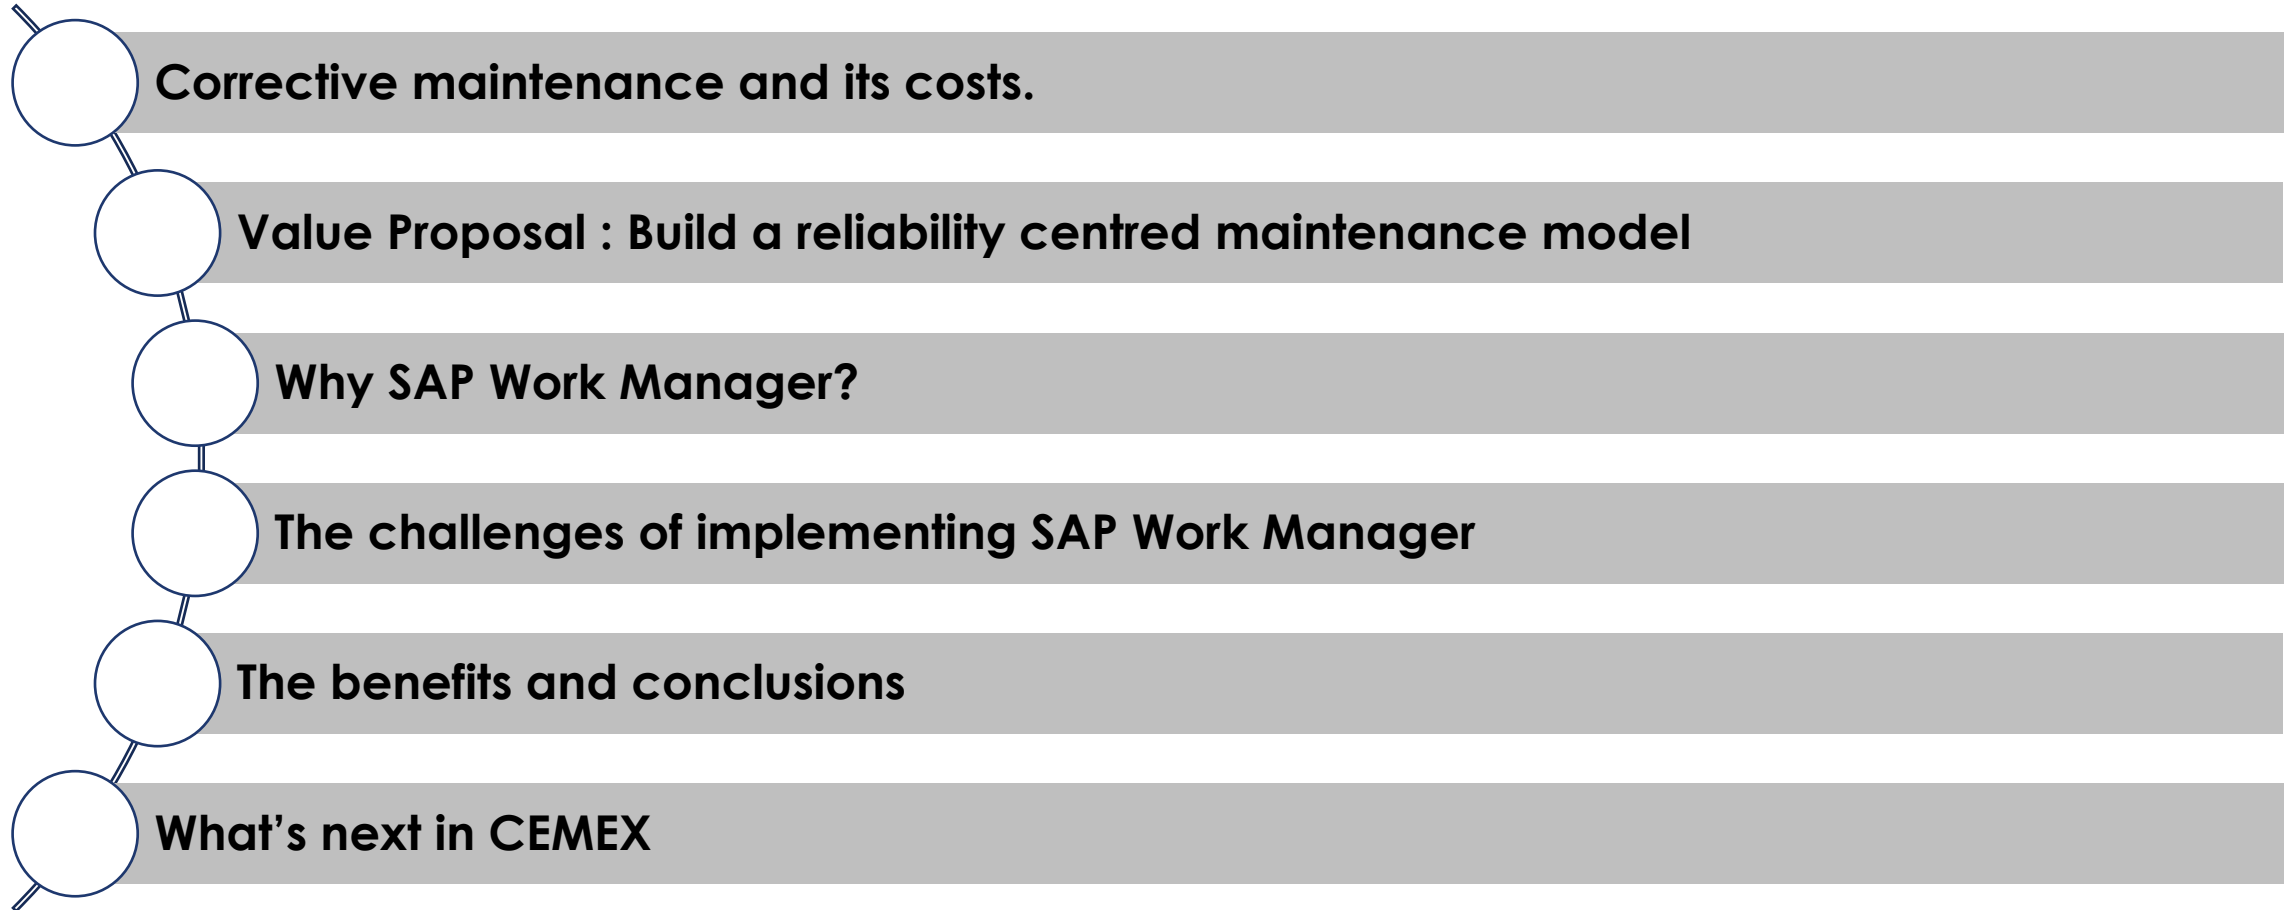 Corrective maintenance and its costs.
Value Proposal : Build a reliability centred maintenance model
Why SAP Work Manager?
The challenges of implementing SAP Work Manager
The benefits and conclusions
What’s next in CEMEX